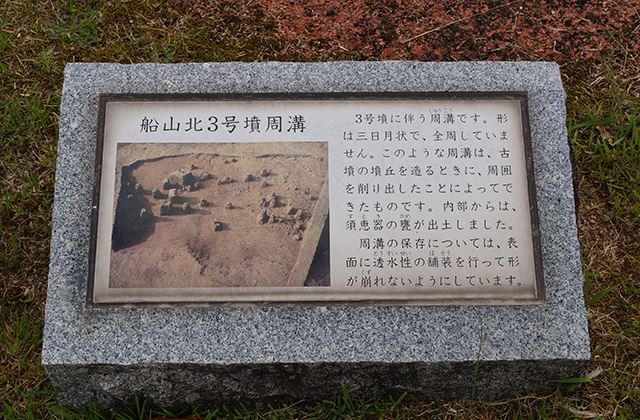 船山北3号墳周溝
3号墳に伴う周溝です。形
は三日月状で、全周していま
せん。このような周溝は、古
墳の墳丘を造るときに、周囲
を削り出したことによってで
きたものです。内部からは、
須恵器の甕が出土しました。
周溝の保存については、表
面に透水性の舗装を行って形
が崩れないようにしています。